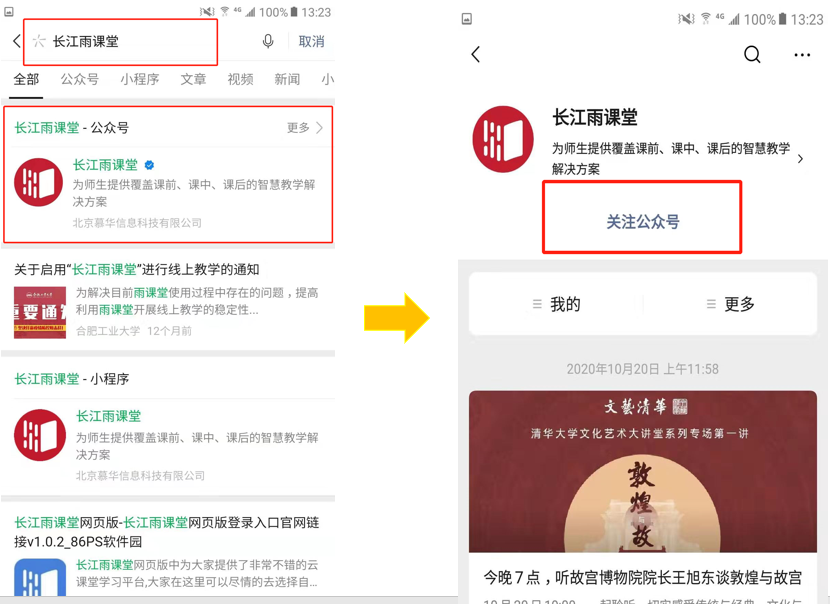 4G 100% 13:23
长江雨课堂 取消
全部 公众号 小程序 文章 视频 新闻 小
长江雨课堂 - 公众号 更多
长江雨课堂
为师生提供覆盖课前、课中、课后的智慧教学解
决方案
北京慕华信息科技有限公司
关于启用“长江雨课堂”进行线上教学的通知
为解决目前雨课堂使用过程中存在的问题，提高
利用雨课堂开展线上教学的稳定性...
合肥工业大学 12个月前
重要通知
长江雨课堂 - 小程序
长江雨课堂
为师生提供覆盖课前、课中、课后的智慧教学解
决方案
北京慕华信息科技有限公司
长江雨课堂网页版-长江雨课堂网页版登录入口官网链
接v1.0.2_86PS软件园
长江雨课堂网页版中为大家提供了非常不错的云
课堂学习平台,大家在这里可以尽情的去选择自...
4G 100% 13:23
长江雨课堂
为师生提供覆盖课前、课中、课后的智慧教学
解决方案
关注公众号
我的 更多
2020年10月20日 上午11:58
文艺清华
清华大学文化艺术大讲堂系列专场第一讲
敦
煌
故
今晚７点，听故宫博物院院长王旭东谈敦煌与故宫